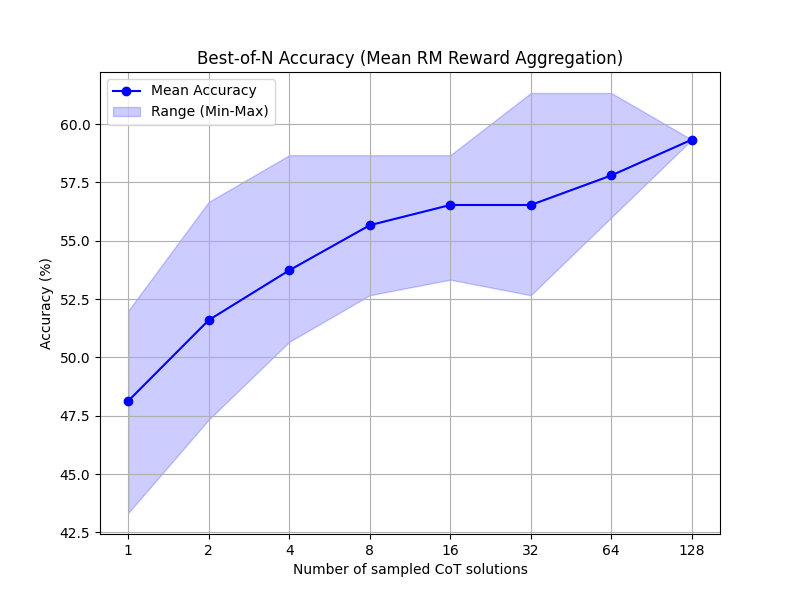 Best-of-N Accuracy (Mean RM Reward Aggregation)
Mean Accuracy
Range (Min-Max)
60.0
57.5
55.0
52.5
50.0
47.5
45.0
42.5
Accuracy (%)
1 2 4 8 16 32 64 128
Number of sampled CoT solutions